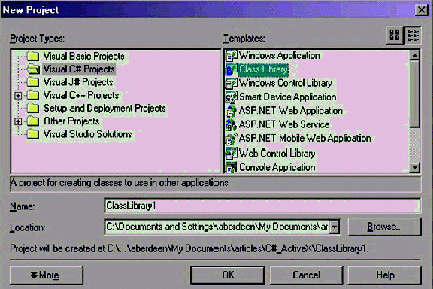 New Project
Project Types:
Templates:
Visual Basic Projects
Visual C# Projects
Visual J# Projects
Visual C++ Projects
Setup and Deployment Projects
Other Projects
Visual Studio Solutions
Windows Application
Class Library
Windows Control Library
Smart Device Application
ASP.NET Web Application
ASP.NET Web Service
ASP.NET Mobile Web Application
Web Control Library
Console Application
A project for creating classes to use in other applications
Name:
ClassLibrary1
Location:
C:\Documents and Settings\aberdeen\My Documents\ar
Browse...
Project will be created at C:\...\aberdeen\My Documents\articles\C#_ActiveX\ClassLibrary1.
More
OK
Cancel
Help